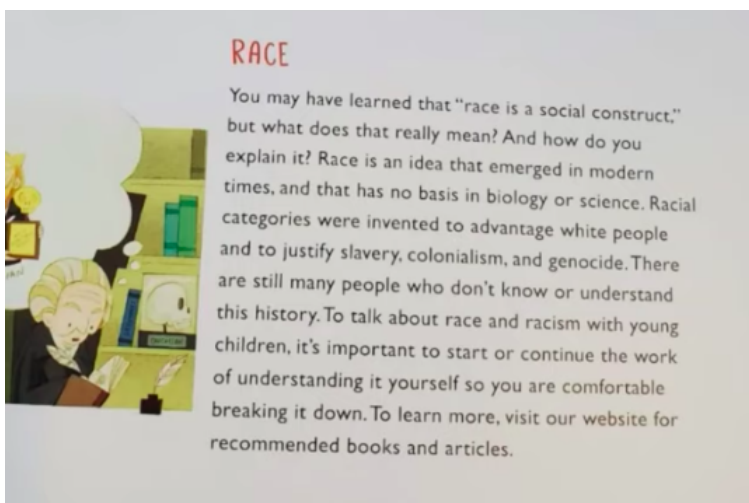 RACE
You may have learned that "race is a social construct,"
but what does that really mean? And how do you
explain it? Race is an idea that emerged in modern
times, and that has no basis in biology or science. Racial
categories were invented to advantage white people
and to justify slavery, colonialism, and genocide. There
are still many people who don't know or understand
this history. To talk about race and racism with young
children, it's important to start or continue the work
of understanding it yourself so you are comfortable
breaking it down. To learn more, visit our website for
recommended books and articles.